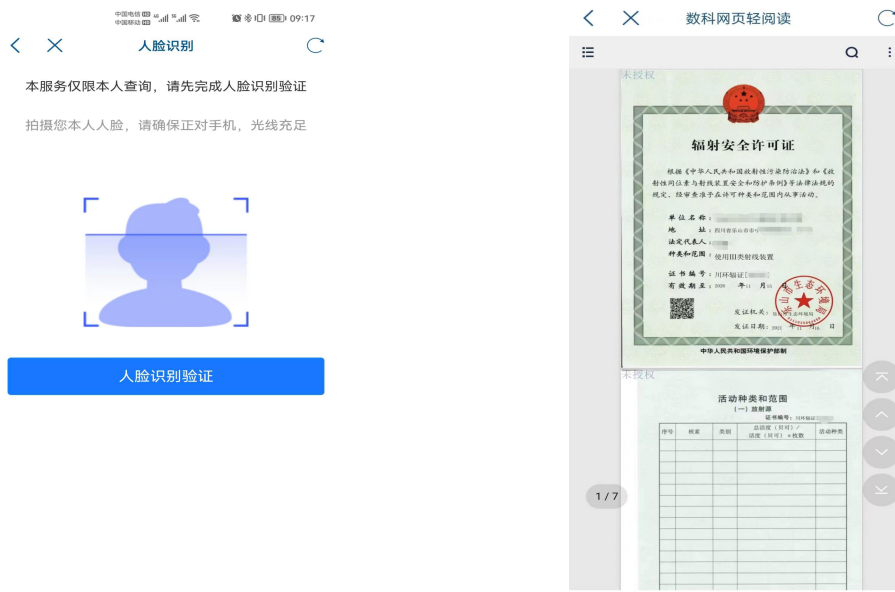 中国电信 HD
中国移动 HD
09:17
人脸识别
本服务仅限本人查询，请先完成人脸识别验证
拍摄您本人人脸，请确保正对手机，光线充足
人脸识别验证
数科网页轻阅读
未授权
辐射安全许可证
根据《中华人民共和国放射性污染防治法》和《放
射性同位素与射线装置安全和防护条例》等法律法规的
规定，经审查准予在许可种类和范围内从事活动。
单位名称：
地 址：四川省乐山市市中
法定代表人：
种类和范围：使用III类射线装置
证书编号：川环辐证[
有效期至：
年 11 月
发证机关：
发证日期：2021 年 11 月 16 日
中华人民共和国环境保护部制
未授权
活动种类和范围
(一) 放射源
证书编号：川环辐证
序号 核素 类别 总活度（贝可）/ 活动种类
活度（贝可）×枚数
1/7